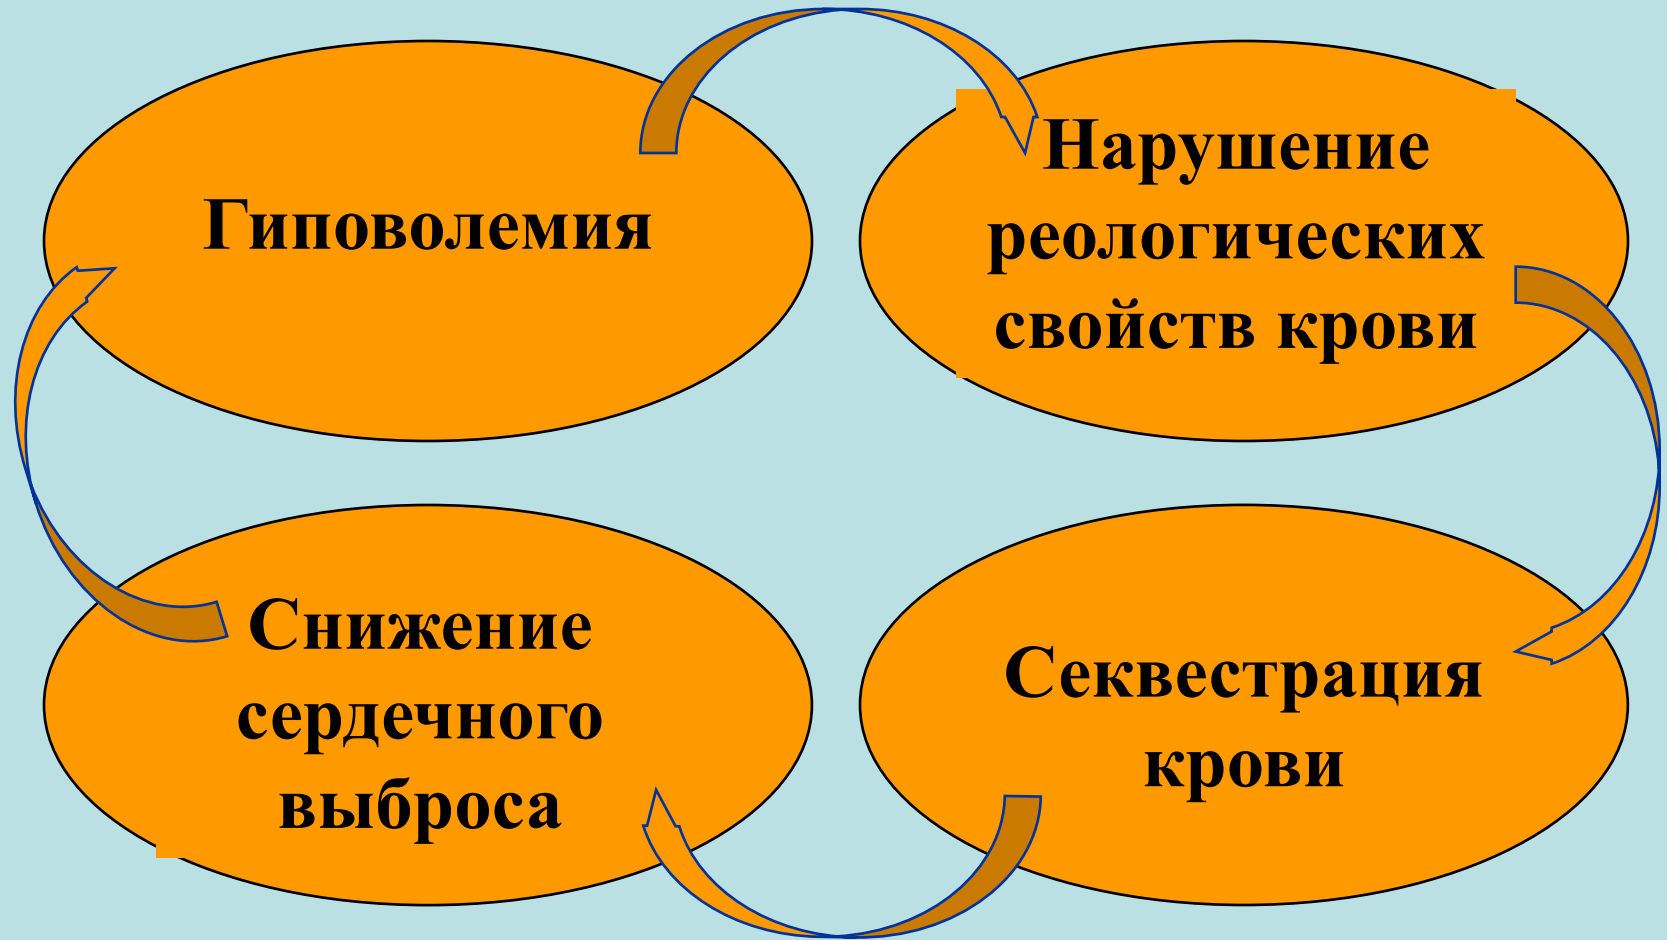 Гиповолемия
Нарушение
реологических
свойств крови
Снижение
сердечного
выброса
Секвестрация
крови